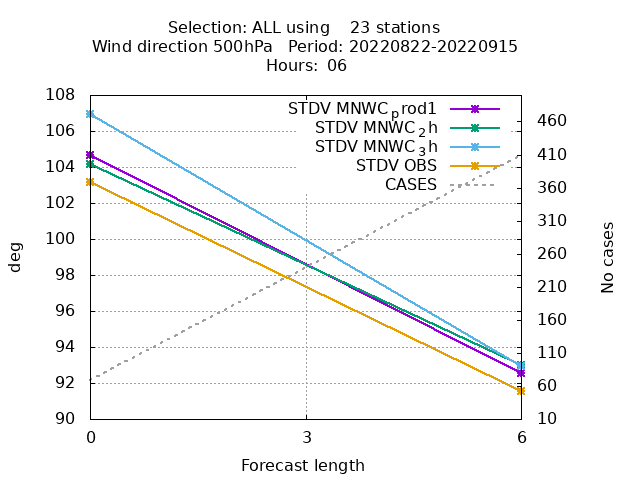 Selection: ALL using    23 stations
Wind direction 500hPa   Period: 20220822-20220915
Hours: 06
108
106
104
102
100
98
96
94
92
90
deg
STDV MNWC_prod1
STDV MNWC_2h
STDV MNWC_3h
STDV OBS
CASES
460
410
360
310
260
210
160
110
60
10
No cases
0 3 6
Forecast length